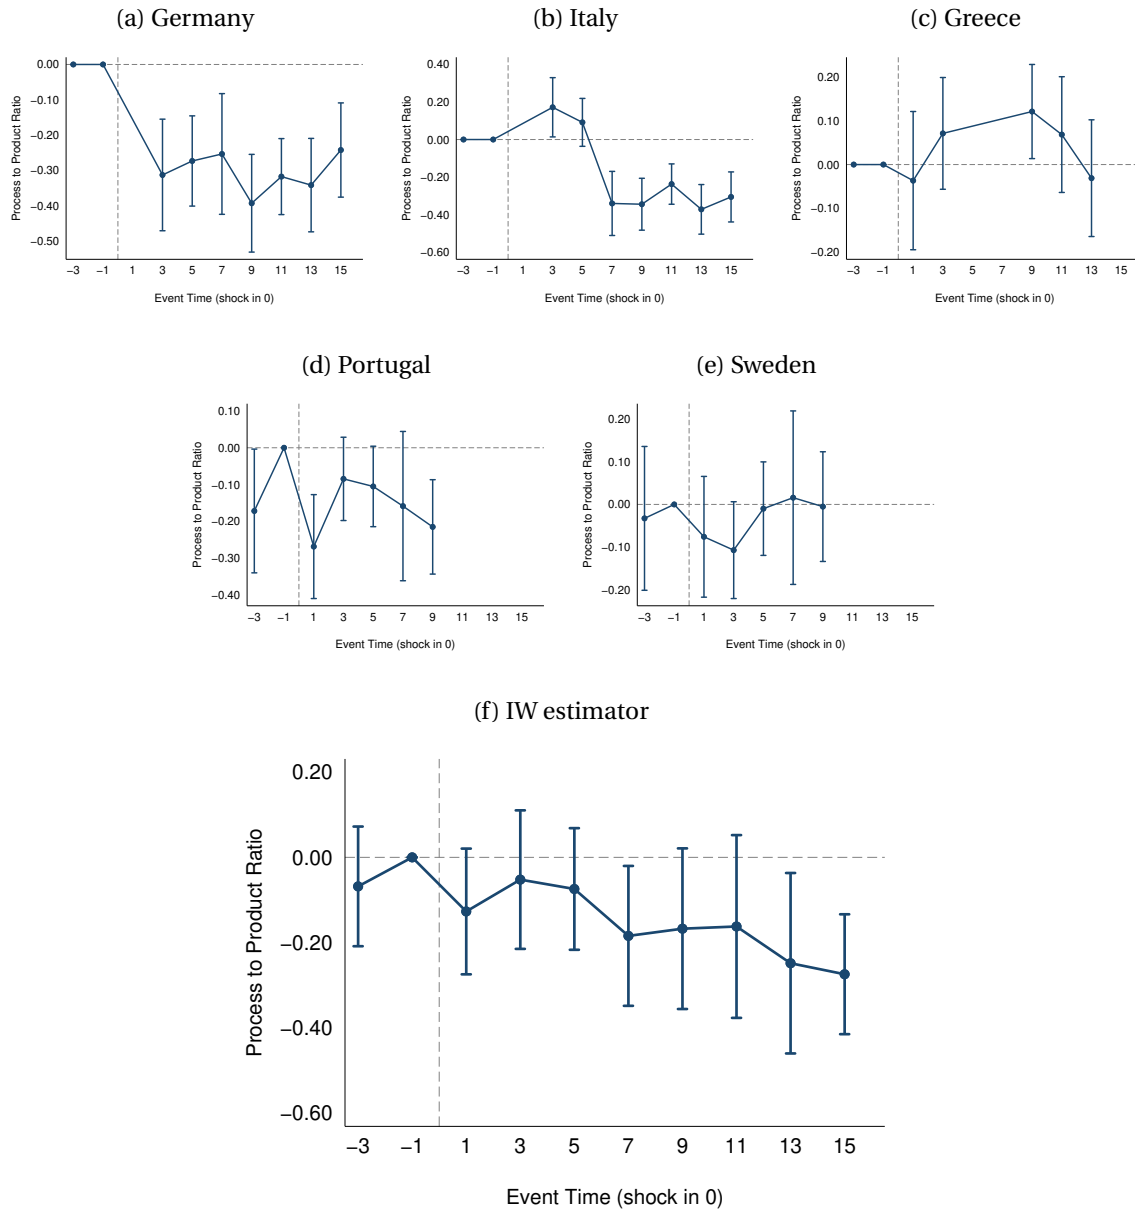 (a) Germany
(b) Italy
(c) Greece
0.00
−0.10
−0.20
−0.30
−0.40
−0.50
Process to Product Ratio
−3 −1 1 3 5 7 9 11 13 15
Event Time (shock in 0)
0.40
0.20
0.00
−0.20
−0.40
−0.60
Process to Product Ratio
−3 −1 1 3 5 7 9 11 13 15
Event Time (shock in 0)
0.20
0.10
0.00
−0.10
−0.20
Process to Product Ratio
−3 −1 1 3 5 7 9 11 13 15
Event Time (shock in 0)
(d) Portugal
(e) Sweden
0.10
0.00
−0.10
−0.20
−0.30
−0.40
Process to Product Ratio
−3 −1 1 3 5 7 9 11 13 15
Event Time (shock in 0)
0.20
0.10
0.00
−0.10
−0.20
Process to Product Ratio
−3 −1 1 3 5 7 9 11 13 15
Event Time (shock in 0)
(f) IW estimator
0.20
0.00
−0.20
−0.40
−0.60
Process to Product Ratio
−3 −1 1 3 5 7 9 11 13 15
Event Time (shock in 0)